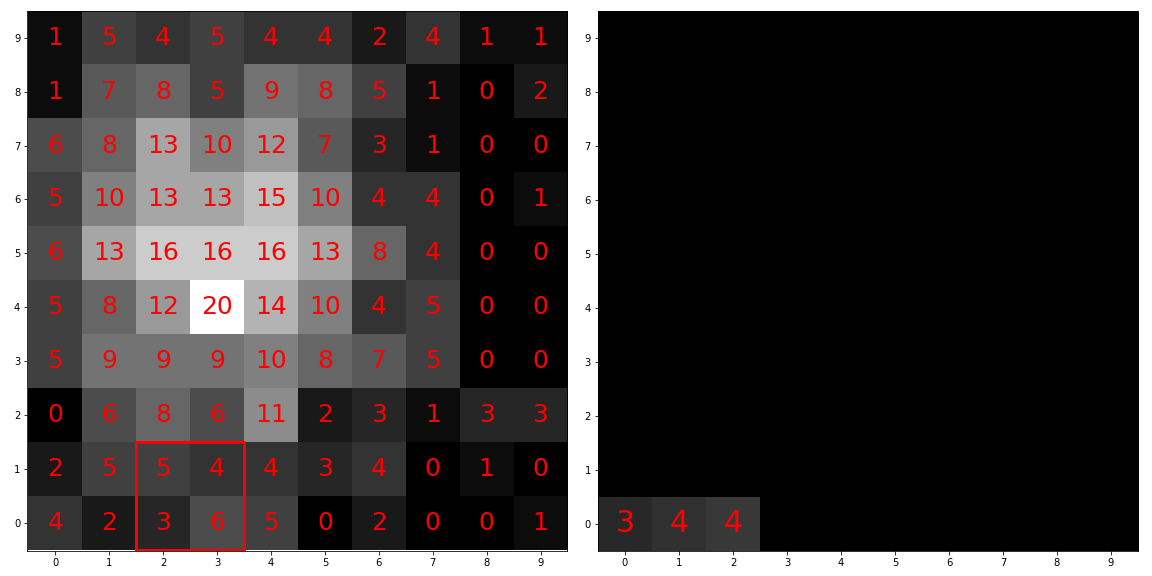 9 1 5 4 5 4 4 2 4 1 1 9
8 1 7 8 5 9 8 5 1 0 2 8
7 6 8 13 10 12 7 3 1 0 0 7
6 5 10 13 13 15 10 4 4 0 1 6
5 6 13 16 16 16 13 8 4 0 0 5
4 5 8 12 20 14 10 4 5 0 0 4
3 5 9 9 9 10 8 7 5 0 0 3
2 0 6 8 6 11 2 3 1 3 3 2
1 2 5 5 4 4 3 4 0 1 0 1
0 4 2 3 6 5 0 2 0 0 1 0 3 4 4
0 1 2 3 4 5 6 7 8 9 0 1 2 3 4 5 6 7 8 9